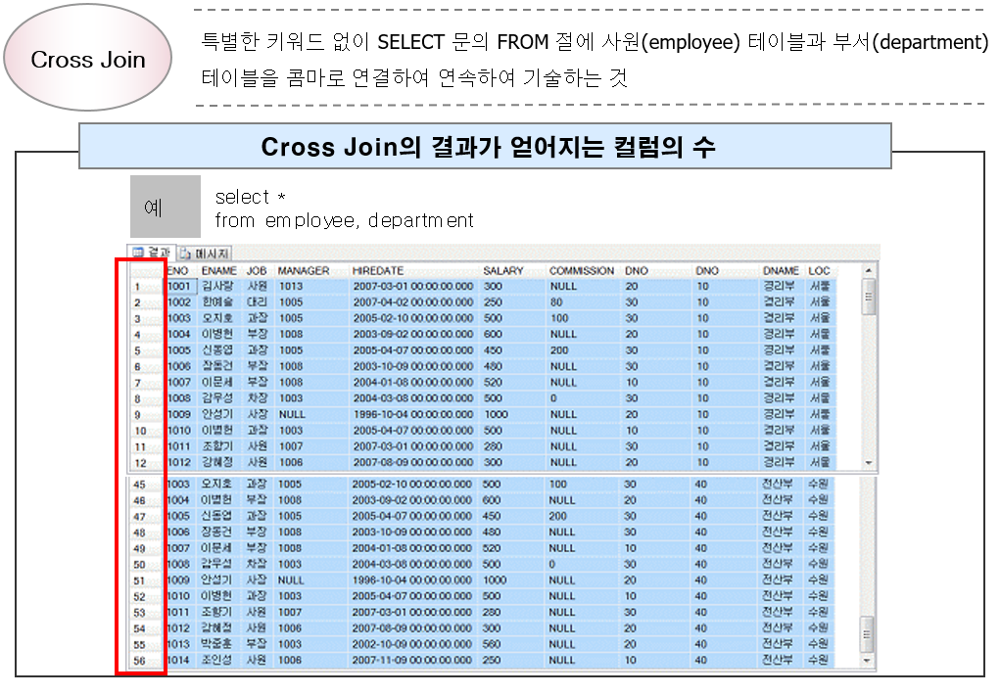 Cross Join
특별한 키워드 없이 SELECT 문의 FROM 절에 사원(employee) 테이블과 부서(department)
테이블을 콤마로 연결하여 연속하여 기술하는 것
Cross Join의 결과가 얻어지는 컬럼의 수
예
select *
from employee, department
결과 메시지
ENO ENAME JOB MANAGER HIREDATE SALARY COMMISSION DNO DNO DNAME LOC
1 1001 김사랑 사원 1013 2007-03-01 00:00:00.000 300 NULL 20 10 경리부 서울
2 1002 한예슬 대리 1005 2007-04-02 00:00:00.000 250 80 30 10 경리부 서울
3 1003 오지호 과장 1005 2005-02-10 00:00:00.000 500 100 30 10 경리부 서울
4 1004 이병헌 부장 1008 2003-09-02 00:00:00.000 600 NULL 20 10 경리부 서울
5 1005 신동엽 과장 1005 2005-04-07 00:00:00.000 450 200 30 10 경리부 서울
6 1006 장동건 부장 1008 2003-10-09 00:00:00.000 480 NULL 30 10 경리부 서울
7 1007 이문세 부장 1008 2004-01-08 00:00:00.000 520 NULL 10 10 경리부 서울
8 1008 감우성 차장 1003 2004-03-08 00:00:00.000 500 0 30 10 경리부 서울
9 1009 안성기 사장 NULL 1996-10-04 00:00:00.000 1000 NULL 20 10 경리부 서울
10 1010 이병헌 과장 1003 2005-04-07 00:00:00.000 500 NULL 10 10 경리부 서울
11 1011 조향기 사원 1007 2007-03-01 00:00:00.000 280 NULL 30 10 경리부 서울
12 1012 강혜정 사원 1006 2007-08-09 00:00:00.000 300 NULL 20 10 경리부 서울
45 1003 오지호 과장 1005 2005-02-10 00:00:00.000 500 100 30 40 전산부 수원
46 1004 이병헌 부장 1008 2003-09-02 00:00:00.000 600 NULL 20 40 전산부 수원
47 1005 신동엽 과장 1005 2005-04-07 00:00:00.000 450 200 30 40 전산부 수원
48 1006 장동건 부장 1008 2003-10-09 00:00:00.000 480 NULL 30 40 전산부 수원
49 1007 이문세 부장 1008 2004-01-08 00:00:00.000 520 NULL 10 40 전산부 수원
50 1008 감우성 차장 1003 2004-03-08 00:00:00.000 500 0 30 40 전산부 수원
51 1009 안성기 사장 NULL 1996-10-04 00:00:00.000 1000 NULL 20 40 전산부 수원
52 1010 이병헌 과장 1003 2005-04-07 00:00:00.000 500 NULL 10 40 전산부 수원
53 1011 조향기 사원 1007 2007-03-01 00:00:00.000 280 NULL 30 40 전산부 수원
54 1012 강혜정 사원 1006 2007-08-09 00:00:00.000 300 NULL 20 40 전산부 수원
55 1013 박중훈 부장 1003 2002-10-09 00:00:00.000 560 NULL 20 40 전산부 수원
56 1014 조인성 사원 1006 2007-11-09 00:00:00.000 250 NULL 10 40 전산부 수원